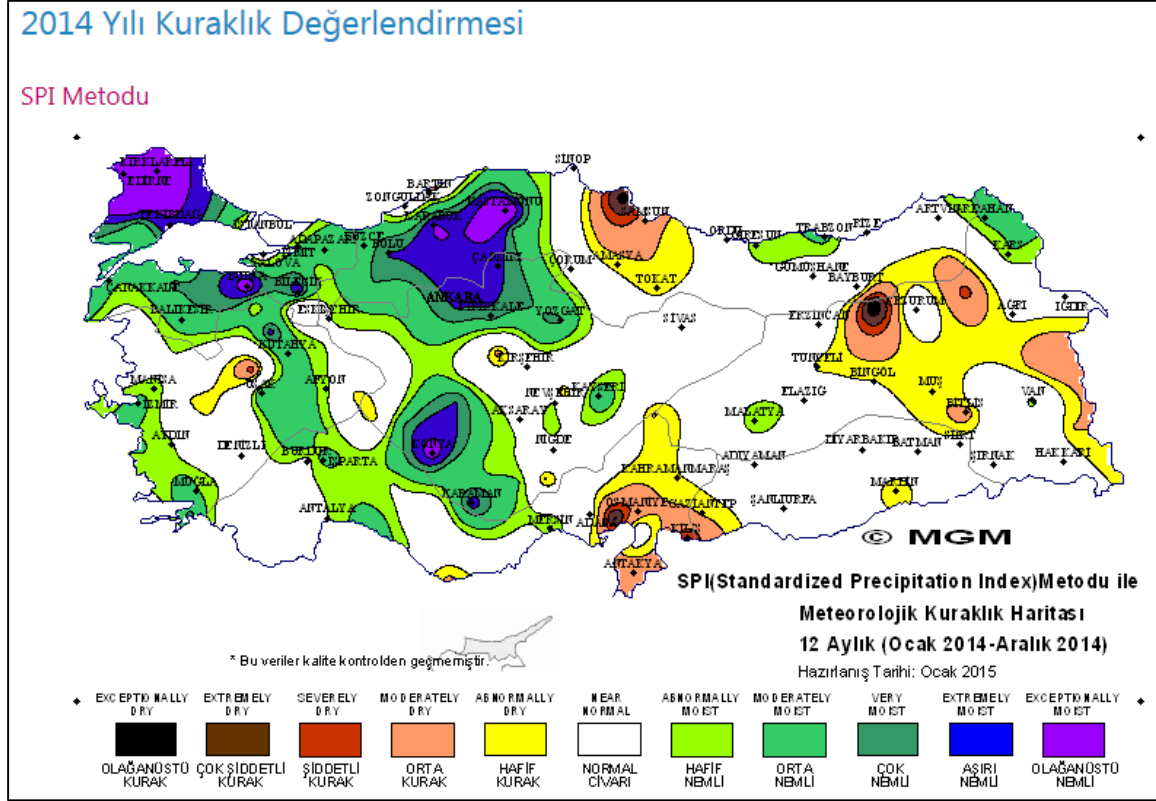 2014 Yılı Kuraklık Değerlendirmesi
SPI Metodu
SİNOP
BARTIN
ZONGULDAK
KASTAMONU
KARABÜK
KIRKLARELİ
EDİRNE
TEKİRDAĞ
İSTANBUL
ADAPAZARI
DÜZCE
BOLU
İZMİT
YALOVA
ÇANKIRI
ÇORUM
SAMSUN
AMASYA
TOKAT
ORDU
GİRESUN
TRABZON
RİZE
ARTVİN
ARDAHAN
KARS
GÜMÜŞHANE
BAYBURT
ÇANAKKALE
BURSA
BİLECİK
BALIKESİR
ESKİŞEHİR
ANKARA
KIRIKKALE
YOZGAT
SİVAS
ERZİNCAN
ERZURUM
AĞRI
IĞDIR
KÜTAHYA
KIRŞEHİR
TUNCELİ
BİNGÖL
MUŞ
VAN
MANİSA
UŞAK
AFYON
NEVŞEHİR
KAYSERİ
ELAZIĞ
BİTLİS
İZMİR
AKSARAY
MALATYA
AYDIN
DENİZLİ
KONYA
NİĞDE
DİYARBAKIR
BATMAN
SİİRT
BURDUR
ISPARTA
KAHRAMANMARAŞ
ADIYAMAN
ŞIRNAK
HAKKARİ
MUĞLA
ANTALYA
KARAMAN
MERSİN
ADANA
OSMANİYE
GAZİANTEP
ŞANLIURFA
MARDİN
KİLİS
ANTAKYA
© MGM
SPI(Standardized Precipitation Index)Metodu ile
Meteorolojik Kuraklık Haritası
12 Aylık (Ocak 2014-Aralık 2014)
* Bu veriler kalite kontrolden geçmemiştir.
Hazırlanış Tarihi: Ocak 2015
EXCEPTIONALLY DRY
EXTREMELY DRY
SEVERELY DRY
MODERATELY DRY
ABNORMALLY DRY
NEAR NORMAL
ABNORMALLY MOIST
MODERATELY MOIST
VERY MOIST
EXTREMELY MOIST
EXCEPTIONALLY MOIST
OLAĞANÜSTÜ KURAK
ÇOK ŞİDDETLİ KURAK
ŞİDDETLİ KURAK
ORTA KURAK
HAFİF KURAK
NORMAL CİVARI
HAFİF NEMLİ
ORTA NEMLİ
ÇOK NEMLİ
AŞIRI NEMLİ
OLAĞANÜSTÜ NEMLİ